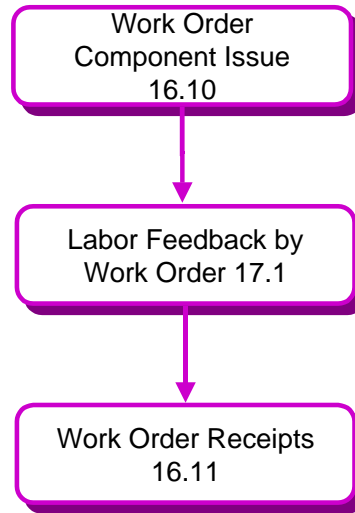 Work Order
Component Issue
16.10
Labor Feedback by
Work Order 17.1
Work Order Receipts
16.11